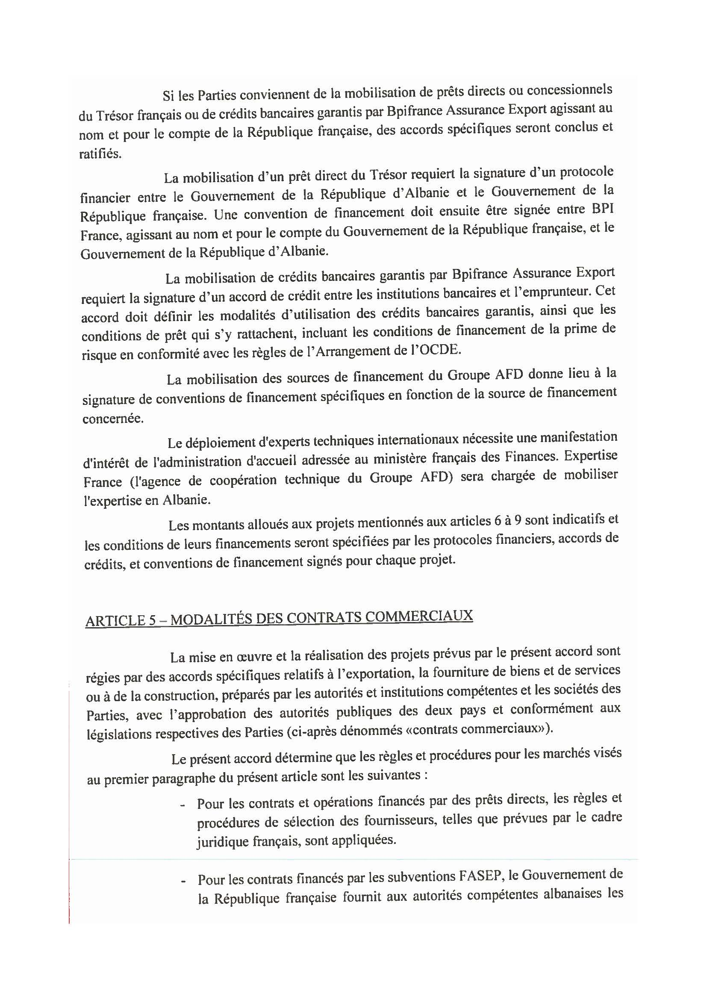 Si les Parties conviennent de la mobilisation de prêts directs ou concessionnels
du Trésor français ou de crédits bancaires garantis par Bpifrance Assurance Export agissant au
nom et pour le compte de la République française, des accords spécifiques seront conclus et
ratifiés.
La mobilisation d’un prêt direct du Trésor requiert la signature d’un protocole
financier entre le Gouvernement de la République d’Albanie et le Gouvernement de la
République française. Une convention de financement doit ensuite être signée entre BPI
France, agissant au nom et pour le compte du Gouvernement de la République française, et le
Gouvernement de la République d’Albanie.
La mobilisation de crédits bancaires garantis par Bpifrance Assurance Export
requiert la signature d’un accord de crédit entre les institutions bancaires et l’emprunteur. Cet
accord doit définir les modalités d’utilisation des crédits bancaires garantis, ainsi que les
conditions de prêt qui s’y rattachent, incluant les conditions de financement de la prime de
risque en conformité avec les règles de l’Arrangement de l’OCDE.
La mobilisation des sources de financement du Groupe AFD donne lieu à la
signature de conventions de financement spécifiques en fonction de la source de financement
concernée.
Le déploiement d'experts techniques internationaux nécessite une manifestation
d'intérêt de l'administration d'accueil adressée au ministère français des Finances. Expertise
France (l'agence de coopération technique du Groupe AFD) sera chargée de mobiliser
l'expertise en Albanie.
Les montants alloués aux projets mentionnés aux articles 6 à 9 sont indicatifs et
les conditions de leurs financements seront spécifiées par les protocoles financiers, accords de
crédits, et conventions de financement signés pour chaque projet.
ARTICLE 5 – MODALITÉS DES CONTRATS COMMERCIAUX
La mise en œuvre et la réalisation des projets prévus par le présent accord sont
régies par des accords spécifiques relatifs à l’exportation, la fourniture de biens et de services
ou à de la construction, préparés par les autorités et institutions compétentes et les sociétés des
Parties, avec l’approbation des autorités publiques des deux pays et conformément aux
législations respectives des Parties (ci-après dénommés «contrats commerciaux»).
Le présent accord détermine que les règles et procédures pour les marchés visés
au premier paragraphe du présent article sont les suivantes :
- Pour les contrats et opérations financés par des prêts directs, les règles et
procédures de sélection des fournisseurs, telles que prévues par le cadre
juridique français, sont appliquées.
- Pour les contrats financés par les subventions FASEP, le Gouvernement de
la République française fournit aux autorités compétentes albanaises les